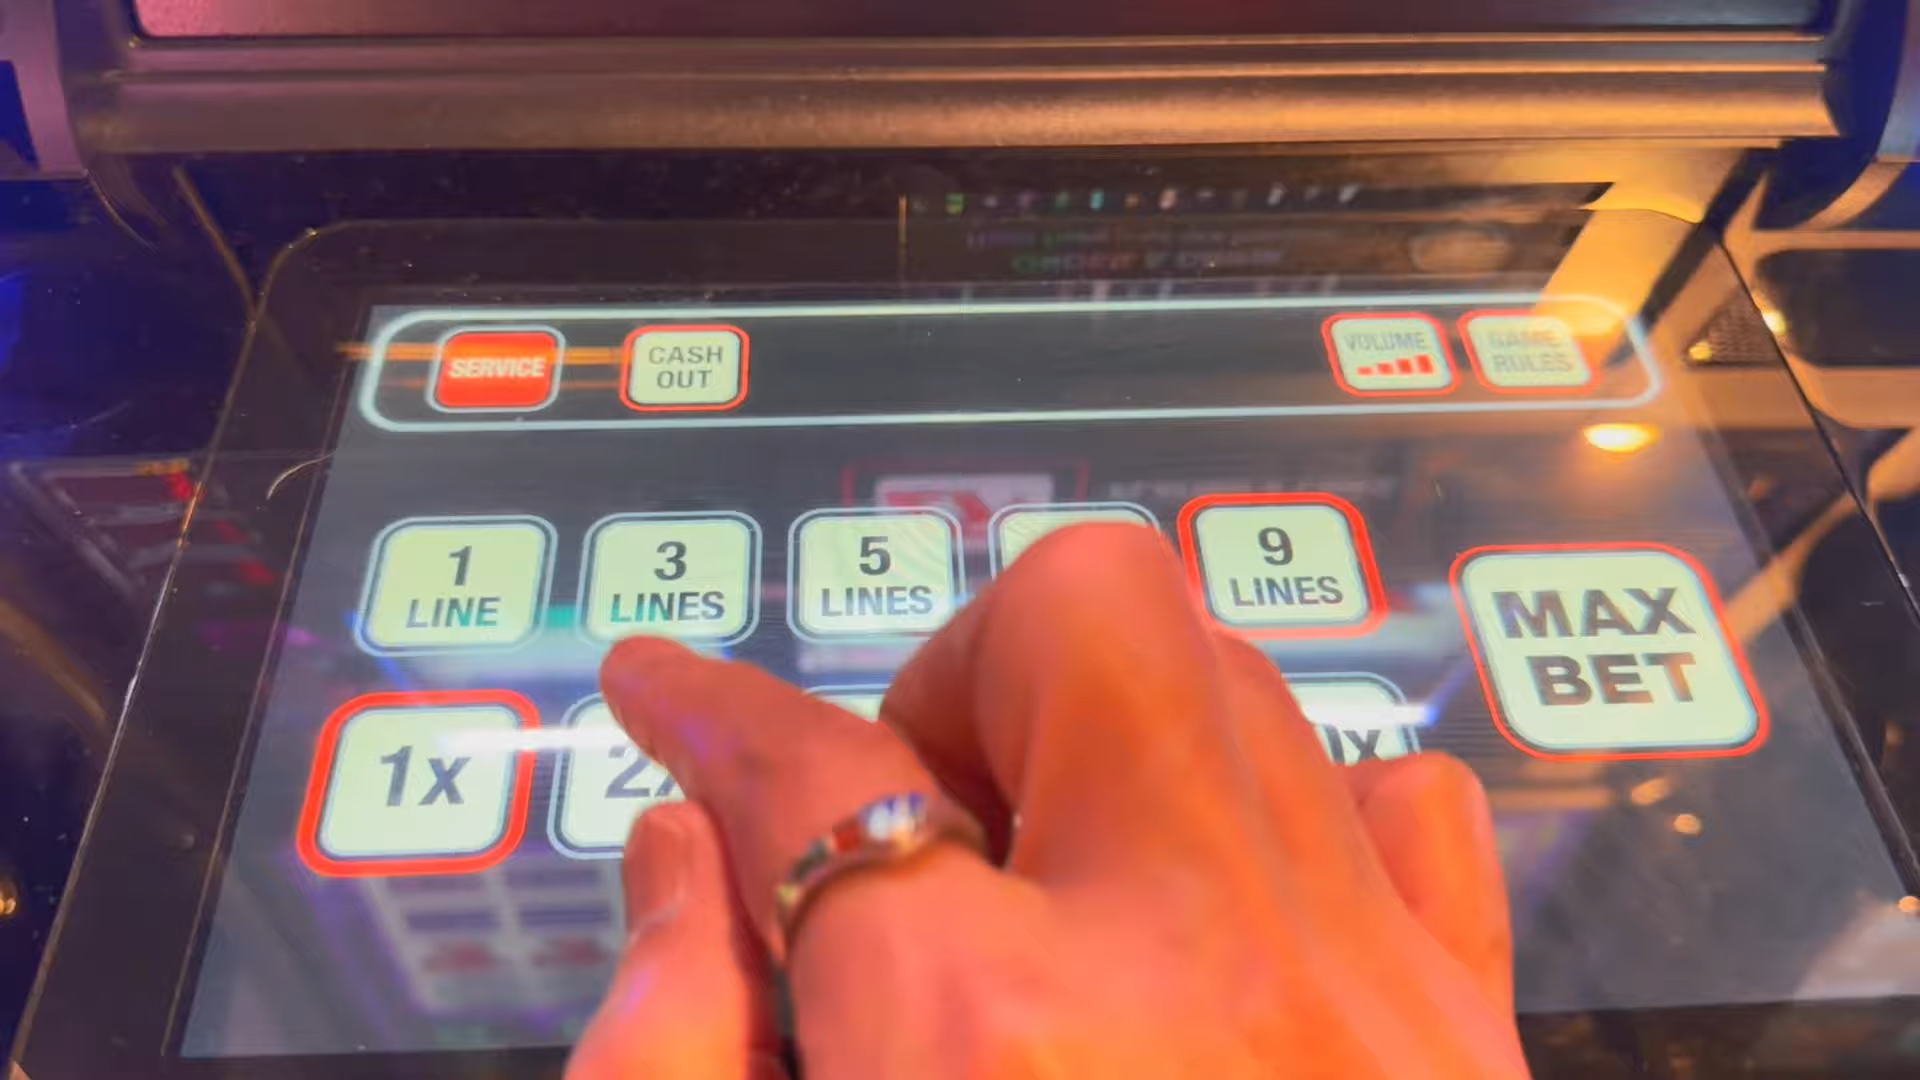 SERVICE
CASH
OUT
VOLUME
GAME
RULES
1
LINE
3
LINES
5
LINES
9
LINES
MAX
BET
1x